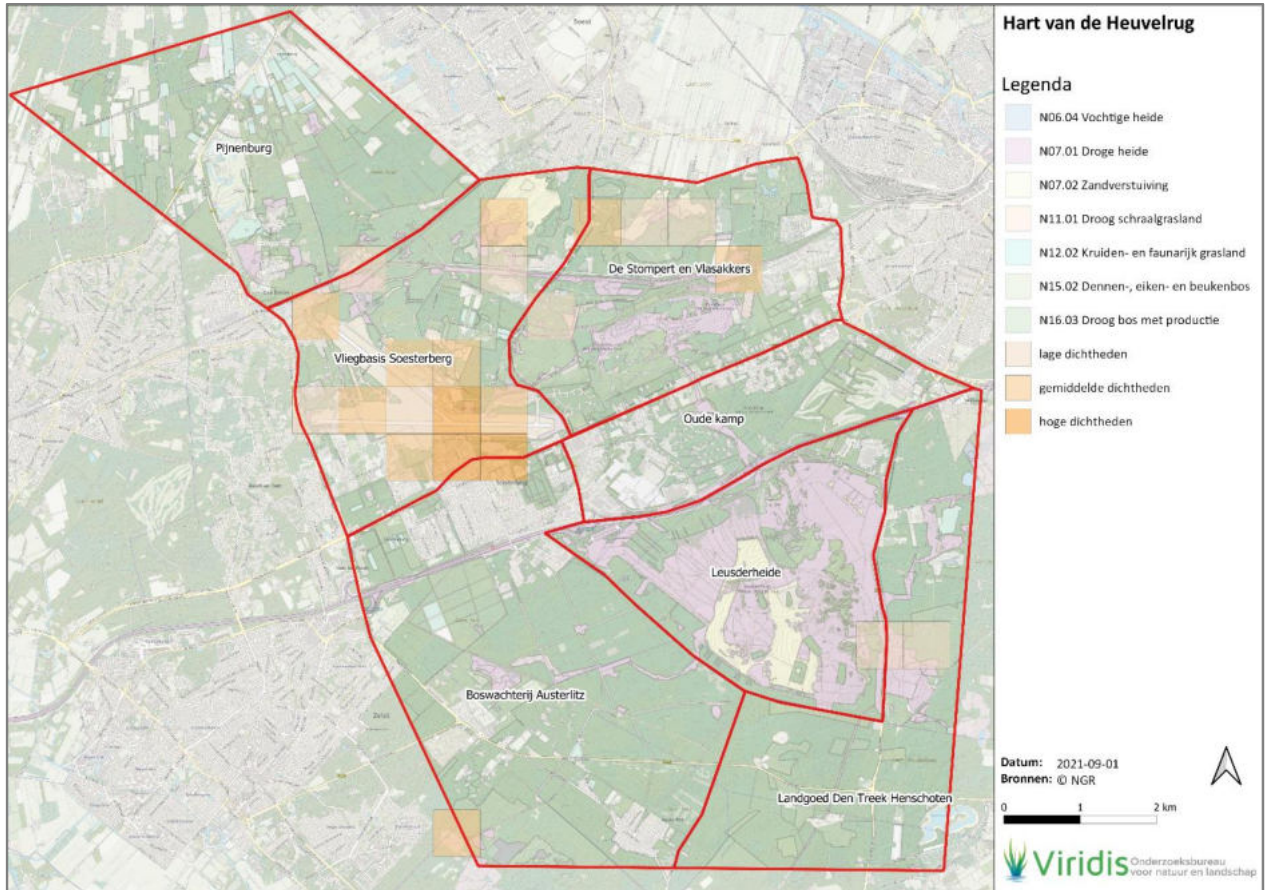 Hart van de Heuvelrug
Legenda
N06.04 Vochtige heide
N07.01 Droge heide
N07.02 Zandverstuiving
N11.01 Droog schraalgrasland
N12.02 Kruiden- en faunarijk grasland
N15.02 Dennen-, eiken- en beukenbos
N16.03 Droog bos met productie
lage dichtheden
gemiddelde dichtheden
hoge dichtheden
Pijnenburg
De Stompert en Vlasakkers
Vliegbasis Soesterberg
Oude kamp
Leusderheide
Boswachterij Austerlitz
Landgoed Den Treek Henschoten
Soest
Zeist
Datum: 2021-09-01
Bronnen: © NGR
0 1 2 km
Viridis Onderzoeksbureau
voor natuur en landschap